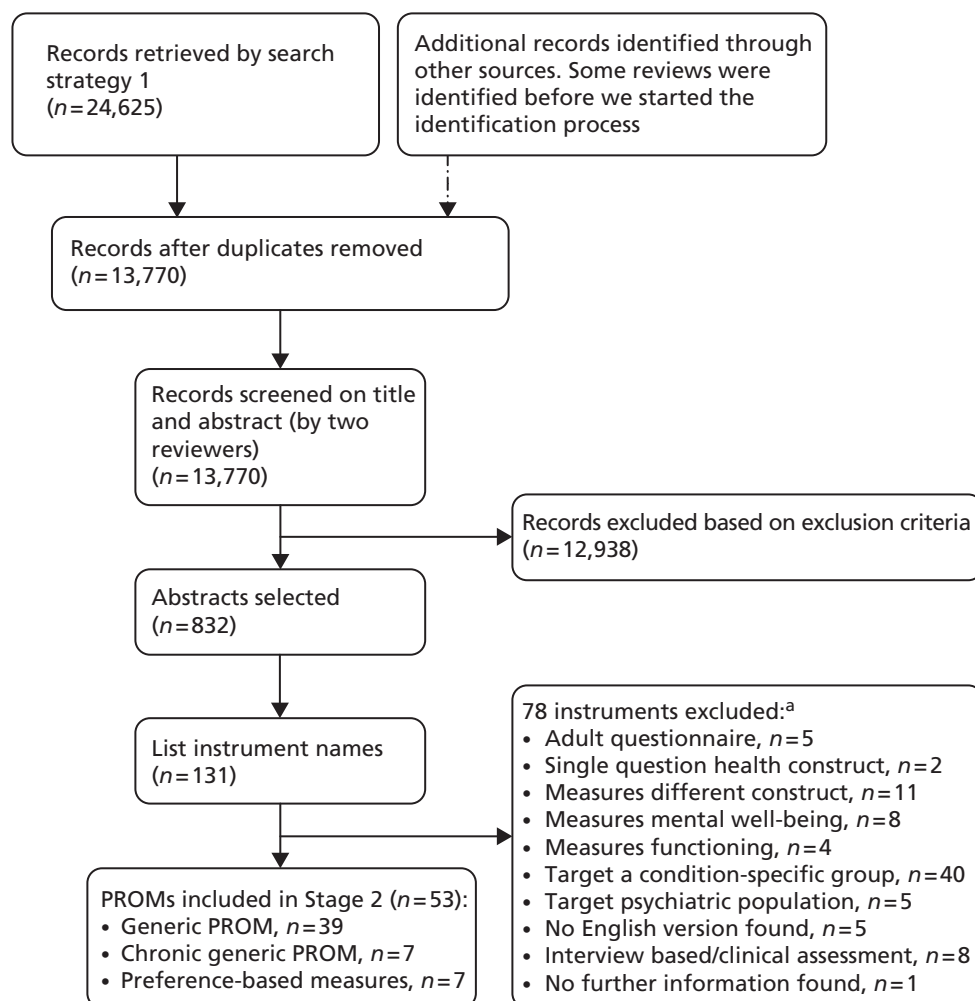 Records retrieved by search
strategy 1
(n=24,625)
Additional records identified through
other sources. Some reviews were
identified before we started the
identification process
Records after duplicates removed
(n=13,770)
Records screened on title
and abstract (by two
reviewers)
(n=13,770)
Records excluded based on exclusion criteria
(n=12,938)
Abstracts selected
(n=832)
List instrument names
(n=131)
78 instruments excluded:a
• Adult questionnaire, n=5
• Single question health construct, n=2
• Measures different construct, n=11
• Measures mental well-being, n=8
• Measures functioning, n=4
• Target a condition-specific group, n=40
• Target psychiatric population, n=5
• No English version found, n=5
• Interview based/clinical assessment, n=8
• No further information found, n=1
PROMs included in Stage 2 (n=53):
• Generic PROM, n=39
• Chronic generic PROM, n=7
• Preference-based measures, n=7